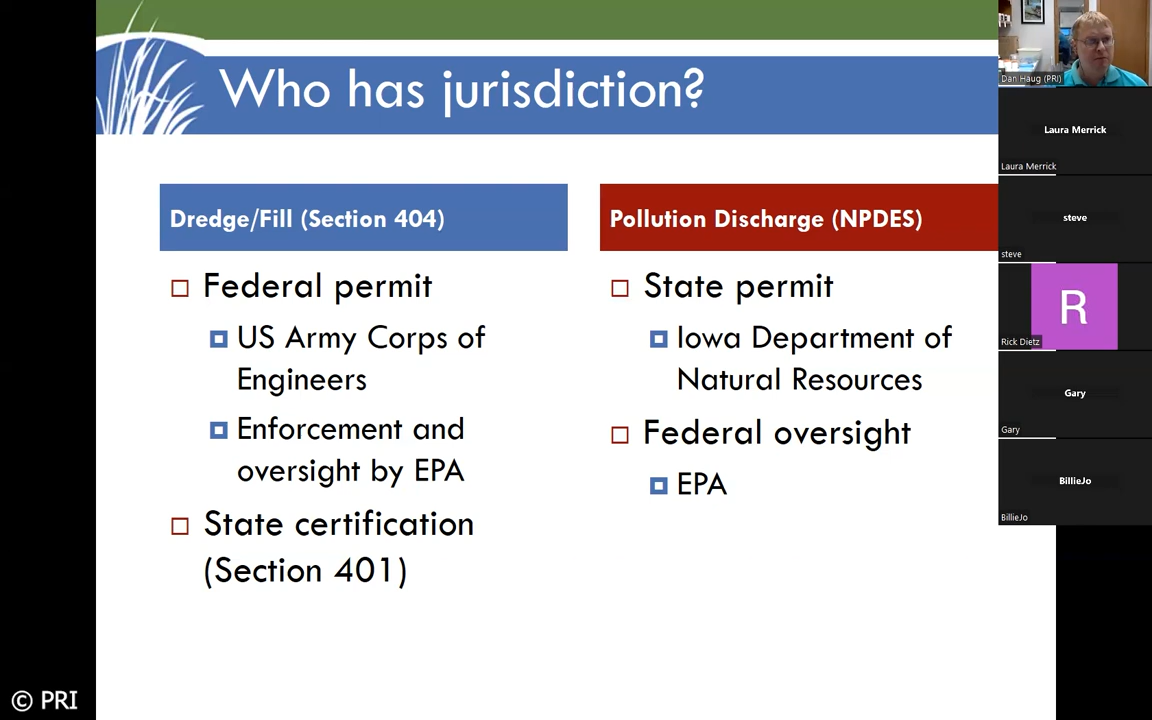 Who has jurisdiction?
Dredge/Fill (Section 404)
Federal permit
US Army Corps of
Engineers
Enforcement and
oversight by EPA
State certification
(Section 401)
Pollution Discharge (NPDES)
State permit
Iowa Department of
Natural Resources
Federal oversight
EPA
Dan Haug (PRI)
Laura Merrick
Laura Merrick
steve
steve
R
Rick Dietz
Gary
Gary
BillieJo
BillieJo
© PRI